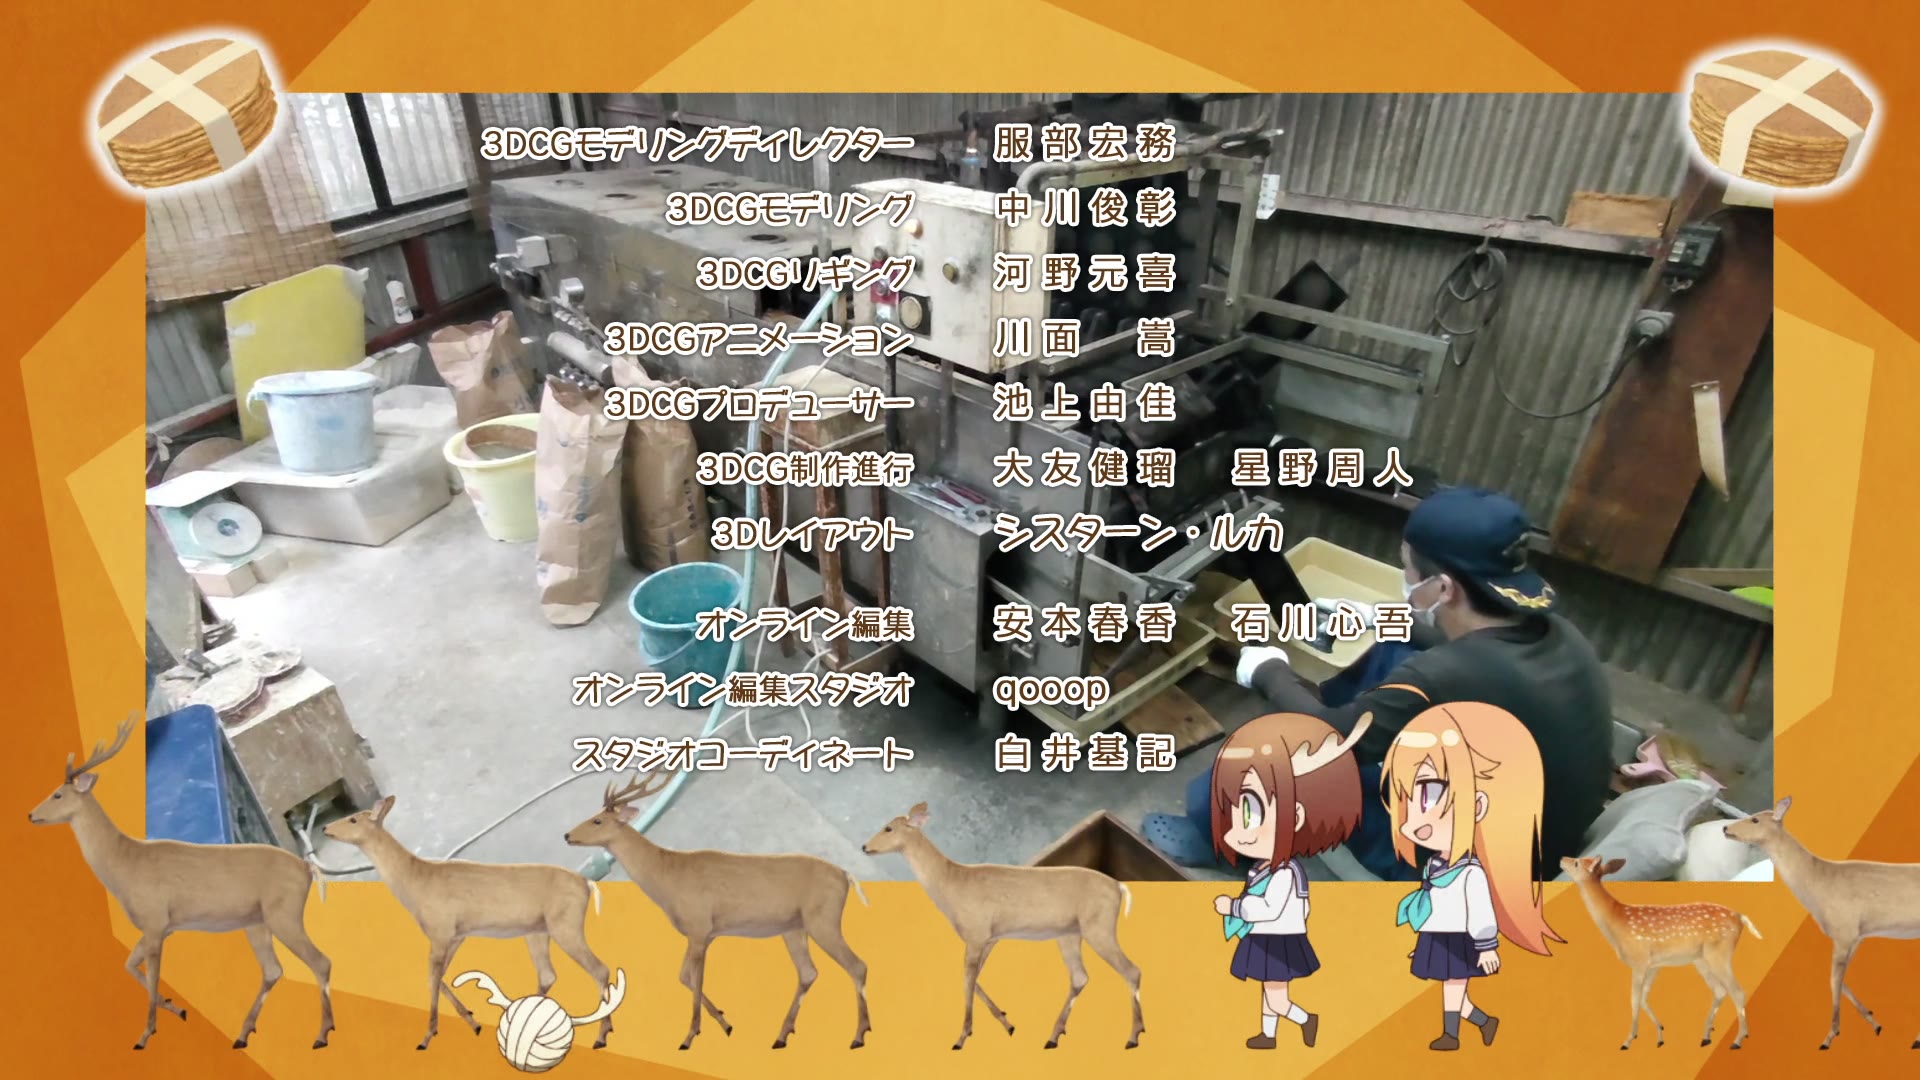 3DCGモデリングディレクター 服部宏務
3DCGモデリング 中川俊彰
3DCGリギング 河野元喜
3DCGアニメーション 川面 嵩
3DCGプロデューサー 池上由佳
3DCG制作進行 大友健瑠 星野周人
3Dレイアウト シスターン・ルカ
オンライン編集 安本春香 石川心吾
オンライン編集スタジオ qooop
スタジオコーディネート 白井基記